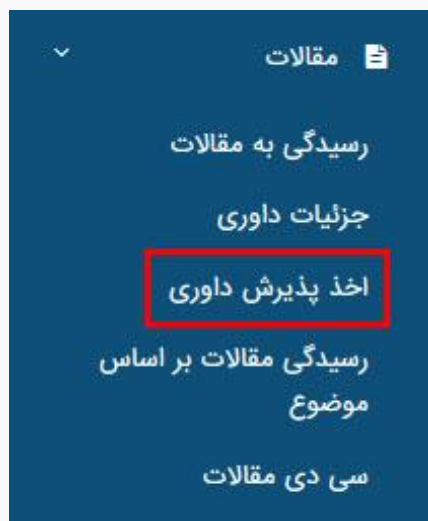 مقالات
رسیدگی به مقالات
جزئیات داوری
اخذ پذیرش داوری
رسیدگی مقالات بر اساس
موضوع
سی دی مقالات